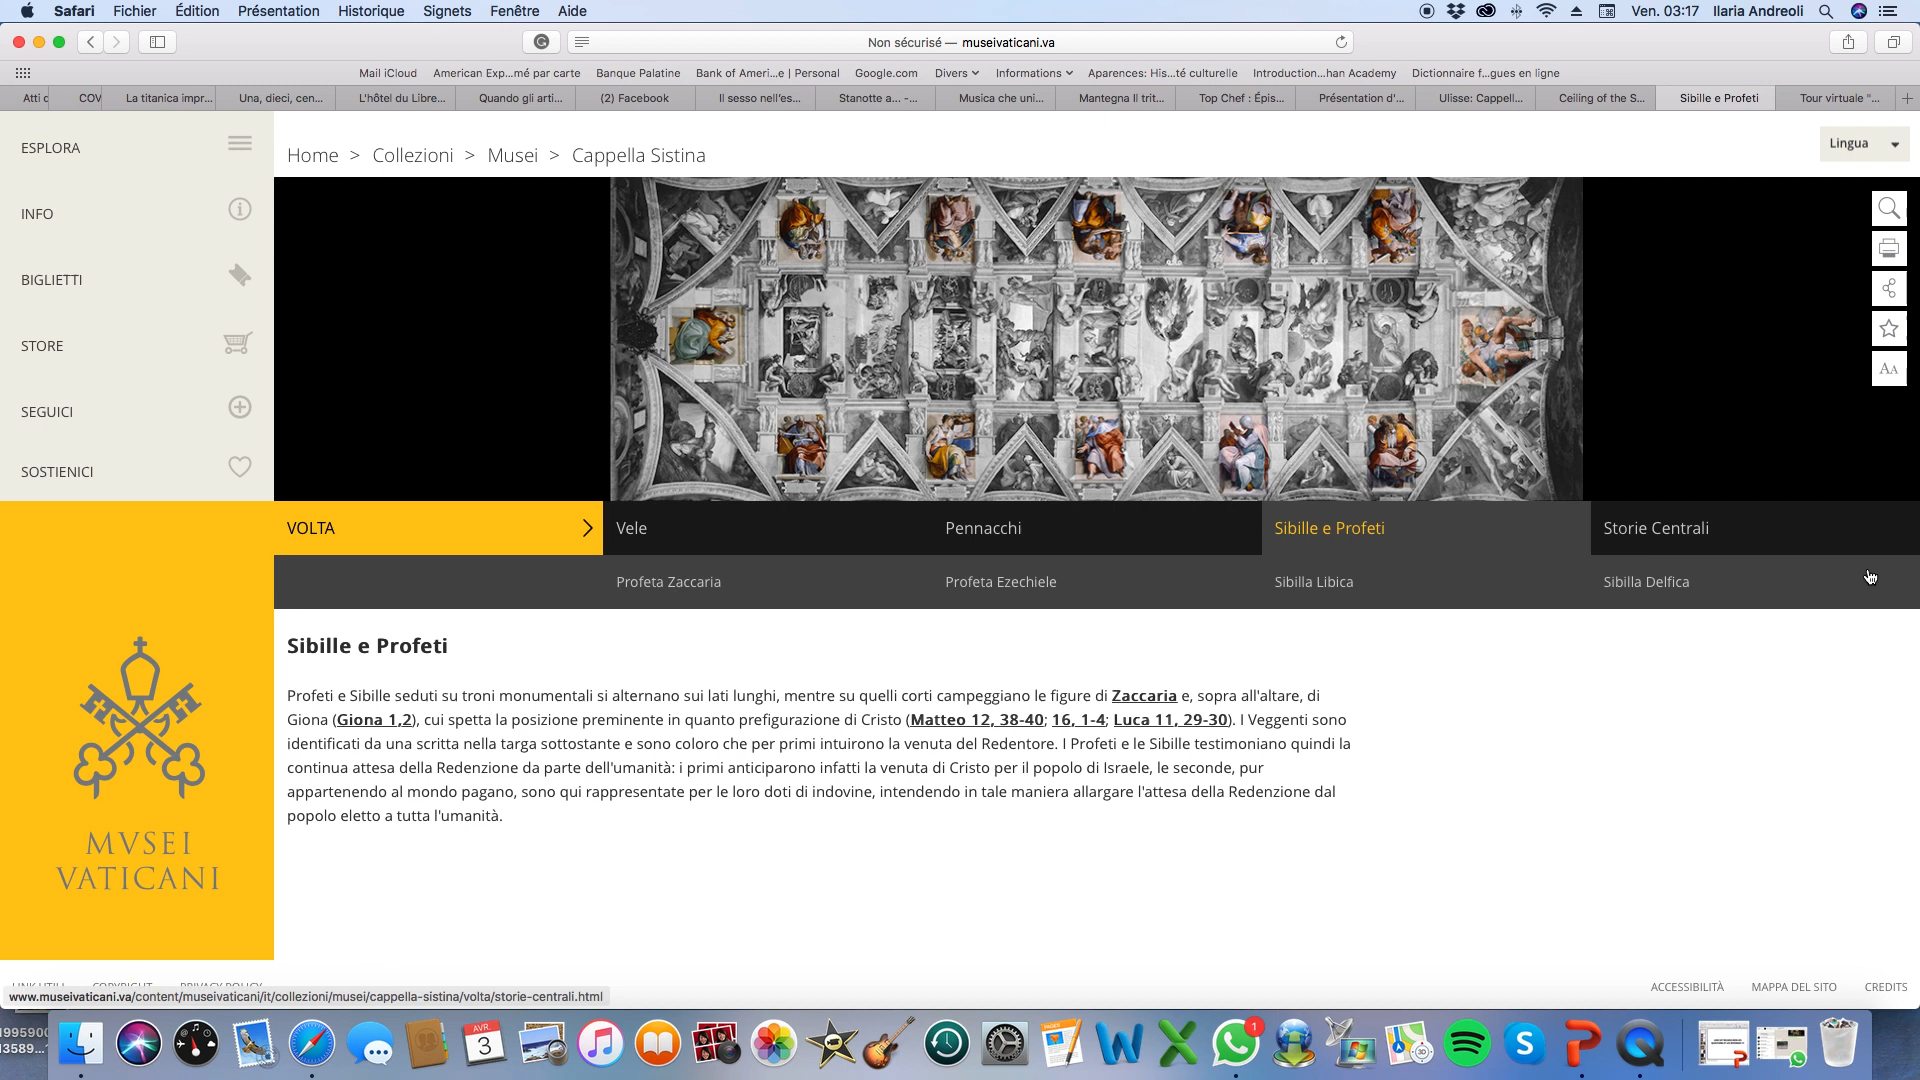 Safari Fichier Édition Présentation Historique Signets Fenêtre Aide Ven. 03:17 Ilaria Andreoli
Non sécurisé — museivaticani.va
Mail iCloud American Exp...mé par carte Banque Palatine Bank of Ameri...e | Personal Google.com Divers Informations Aparences: His...té culturelle Introduction...han Academy Dictionnaire f...gues en ligne
Atti COV La titanica impr... Una, dieci, cen... L'hôtel du Libre... Quando gli arti... (2) Facebook Il sesso nell'es... Stanotte a... -... Musica che uni... Mantegna Il trit... Top Chef : Épis... Présentation d'... Ulisse: Cappell... Ceiling of the S... Sibille e Profeti Tour virtuale "...
ESPLORA
INFO
BIGLIETTI
STORE
SEGUICI
SOSTIENICI
Home > Collezioni > Musei > Cappella Sistina
Lingua
AA
VOLTA Vele Pennacchi Sibille e Profeti Storie Centrali
Profeta Zaccaria Profeta Ezechiele Sibilla Libica Sibilla Delfica
Sibille e Profeti
Profeti e Sibille seduti su troni monumentali si alternano sui lati lunghi, mentre su quelli corti campeggiano le figure di Zaccaria e, sopra all'altare, di
Giona (Giona 1,2), cui spetta la posizione preminente in quanto prefigurazione di Cristo (Matteo 12, 38-40; 16, 1-4; Luca 11, 29-30). I Veggenti sono
identificati da una scritta nella targa sottostante e sono coloro che per primi intuirono la venuta del Redentore. I Profeti e le Sibille testimoniano quindi la
continua attesa della Redenzione da parte dell'umanità: i primi anticiparono infatti la venuta di Cristo per il popolo di Israele, le seconde, pur
appartenendo al mondo pagano, sono qui rappresentate per le loro doti di indovine, intendendo in tale maniera allargare l'attesa della Redenzione dal
popolo eletto a tutta l'umanità.
MVSEI
VATICANI
LINK UTILI COPYRIGHT PRIVACY POLICY
ACCESSIBILITÀ MAPPA DEL SITO CREDITS
www.museivaticani.va/content/museivaticani/it/collezioni/musei/cappella-sistina/volta/storie-centrali.html
AVR.
3
PAGES
1
3D